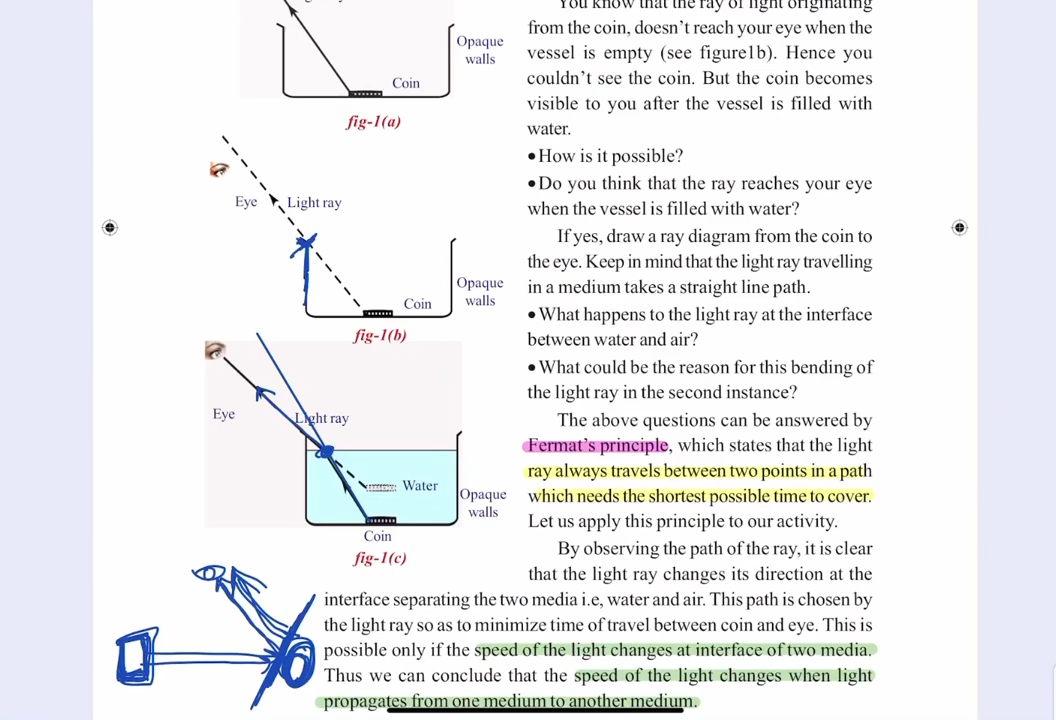 You know that the ray of light originating
from the coin, doesn't reach your eye when the
vessel is empty (see figure1b). Hence you
couldn't see the coin. But the coin becomes
visible to you after the vessel is filled with
water.
• How is it possible?
• Do you think that the ray reaches your eye
when the vessel is filled with water?
If yes, draw a ray diagram from the coin to
the eye. Keep in mind that the light ray travelling
in a medium takes a straight line path.
• What happens to the light ray at the interface
between water and air?
• What could be the reason for this bending of
the light ray in the second instance?
The above questions can be answered by
Fermat's principle, which states that the light
ray always travels between two points in a path
which needs the shortest possible time to cover.
Let us apply this principle to our activity.
By observing the path of the ray, it is clear
that the light ray changes its direction at the
interface separating the two media i.e, water and air. This path is chosen by
the light ray so as to minimize time of travel between coin and eye. This is
possible only if the speed of the light changes at interface of two media.
Thus we can conclude that the speed of the light changes when light
propagates from one medium to another medium.
Opaque
walls
Coin
fig-1(a)
Eye
Light ray
Opaque
walls
Coin
fig-1(b)
Eye
Light ray
Water
Opaque
walls
Coin
fig-1(c)